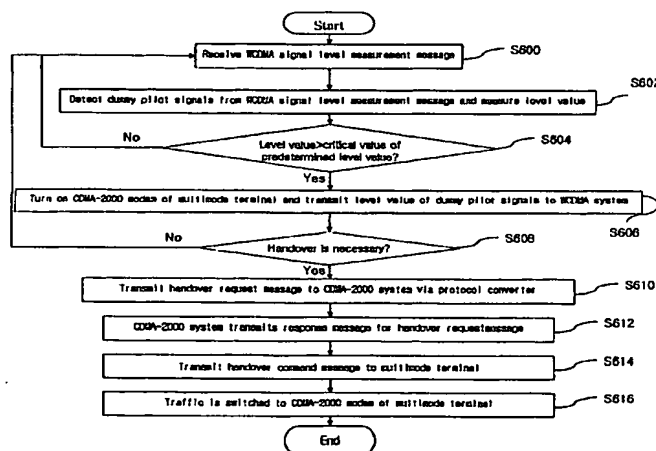 Start
Receive WCDMA signal level measurement message
S600
Detect dummy pilot signals from WCDMA signal level measurement message and measure level value
S602
No
Level value>critical value of
predetermined level value?
S604
Yes
Turn on CDMA-2000 modem of multimode terminal and transmit level value of dummy pilot signals to WCDMA system
S606
No
Handover is necessary?
S608
Yes
Transmit handover request message to CDMA-2000 system via protocol converter
S610
CDMA-2000 system transmits response message for handover requestmessage
S612
Transmit handover command message to multimode terminal
S614
Traffic is switched to CDMA-2000 modem of multimode terminal
S616
End